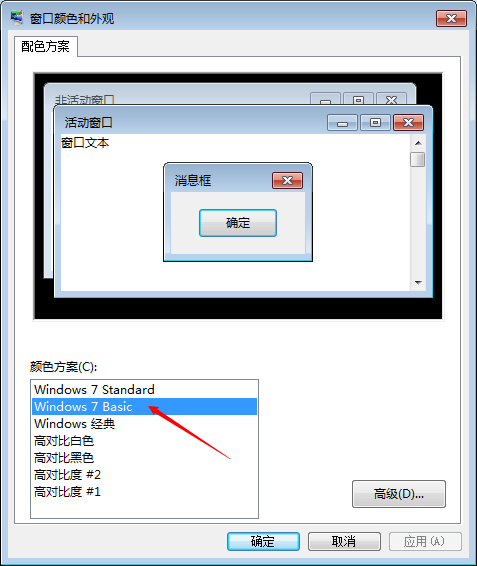 窗口颜色和外观
配色方案
非活动窗口
活动窗口
窗口文本
消息框
确定
颜色方案(C):
Windows 7 Standard
Windows 7 Basic
Windows 经典
高对比白色
高对比黑色
高对比度 #2
高对比度 #1
高级(D)...
确定 取消 应用(A)